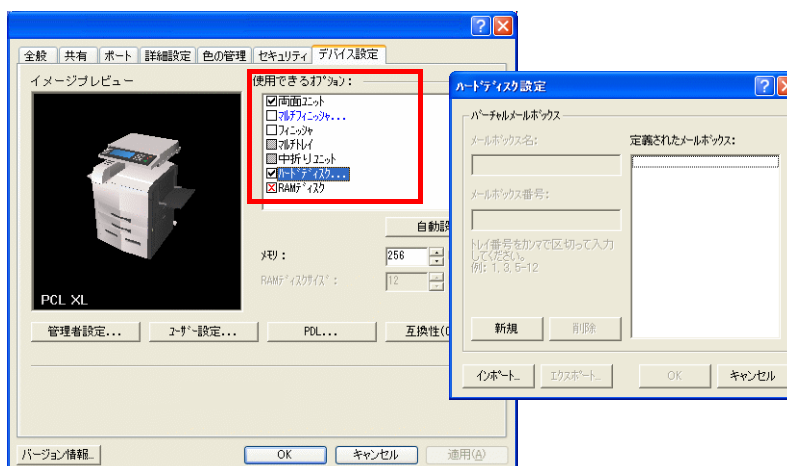 全般 共有 ポート 詳細設定 色の管理 セキュリティ デバイス設定
イメージプレビュー
PCL XL
使用できるオプション:
両面ユニット
マルチフィニッシャ...
フィニッシャ
マルチトレイ
中折りユニット
ハードディスク...
RAMディスク
自動設
メモリ: 256
RAMディスクサイズ: 12
管理者設定... ユーザー設定... PDL... 互換性(C
バージョン情報... OK キャンセル 適用(A)
ハードディスク設定
バーチャルメールボックス
メールボックス名:
メールボックス番号:
トレイ番号をカンマで区切って入力
してください。
例: 1, 3, 5-12
新規 削除
定義されたメールボックス:
インポート... エクスポート... OK キャンセル